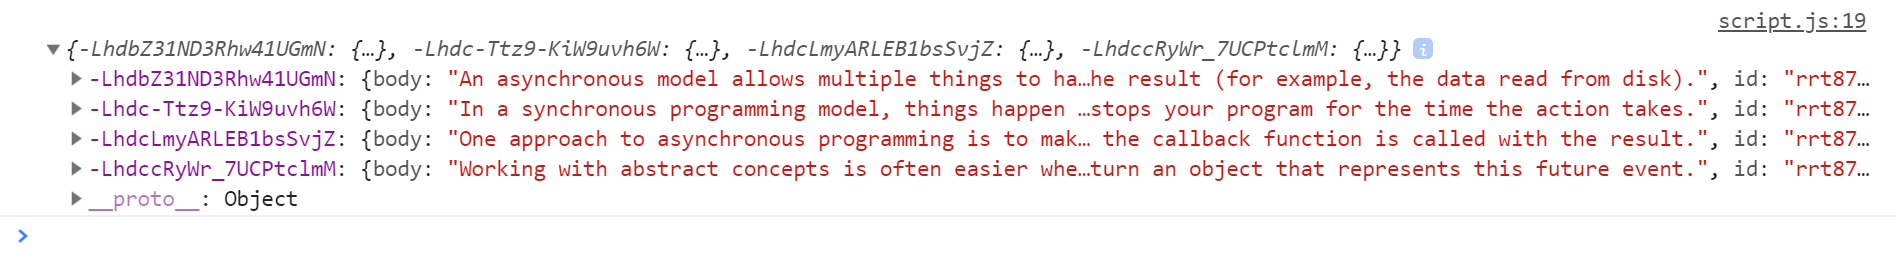 script.js:19
▼{-LhdbZ31ND3Rhw41UGmN: {…}, -Lhdc-Ttz9-KiW9uvh6W: {…}, -LhdcLmyARLEB1bsSvjZ: {…}, -LhdccRyWr_7UCPtclmM: {…}} i
▶-LhdbZ31ND3Rhw41UGmN: {body: "An asynchronous model allows multiple things to ha…he result (for example, the data read from disk).", id: "rrt87…
▶-Lhdc-Ttz9-KiW9uvh6W: {body: "In a synchronous programming model, things happen …stops your program for the time the action takes.", id: "rrt87…
▶-LhdcLmyARLEB1bsSvjZ: {body: "One approach to asynchronous programming is to mak… the callback function is called with the result.", id: "rrt87…
▶-LhdccRyWr_7UCPtclmM: {body: "Working with abstract concepts is often easier whe…turn an object that represents this future event.", id: "rrt87…
▶__proto__: Object
>